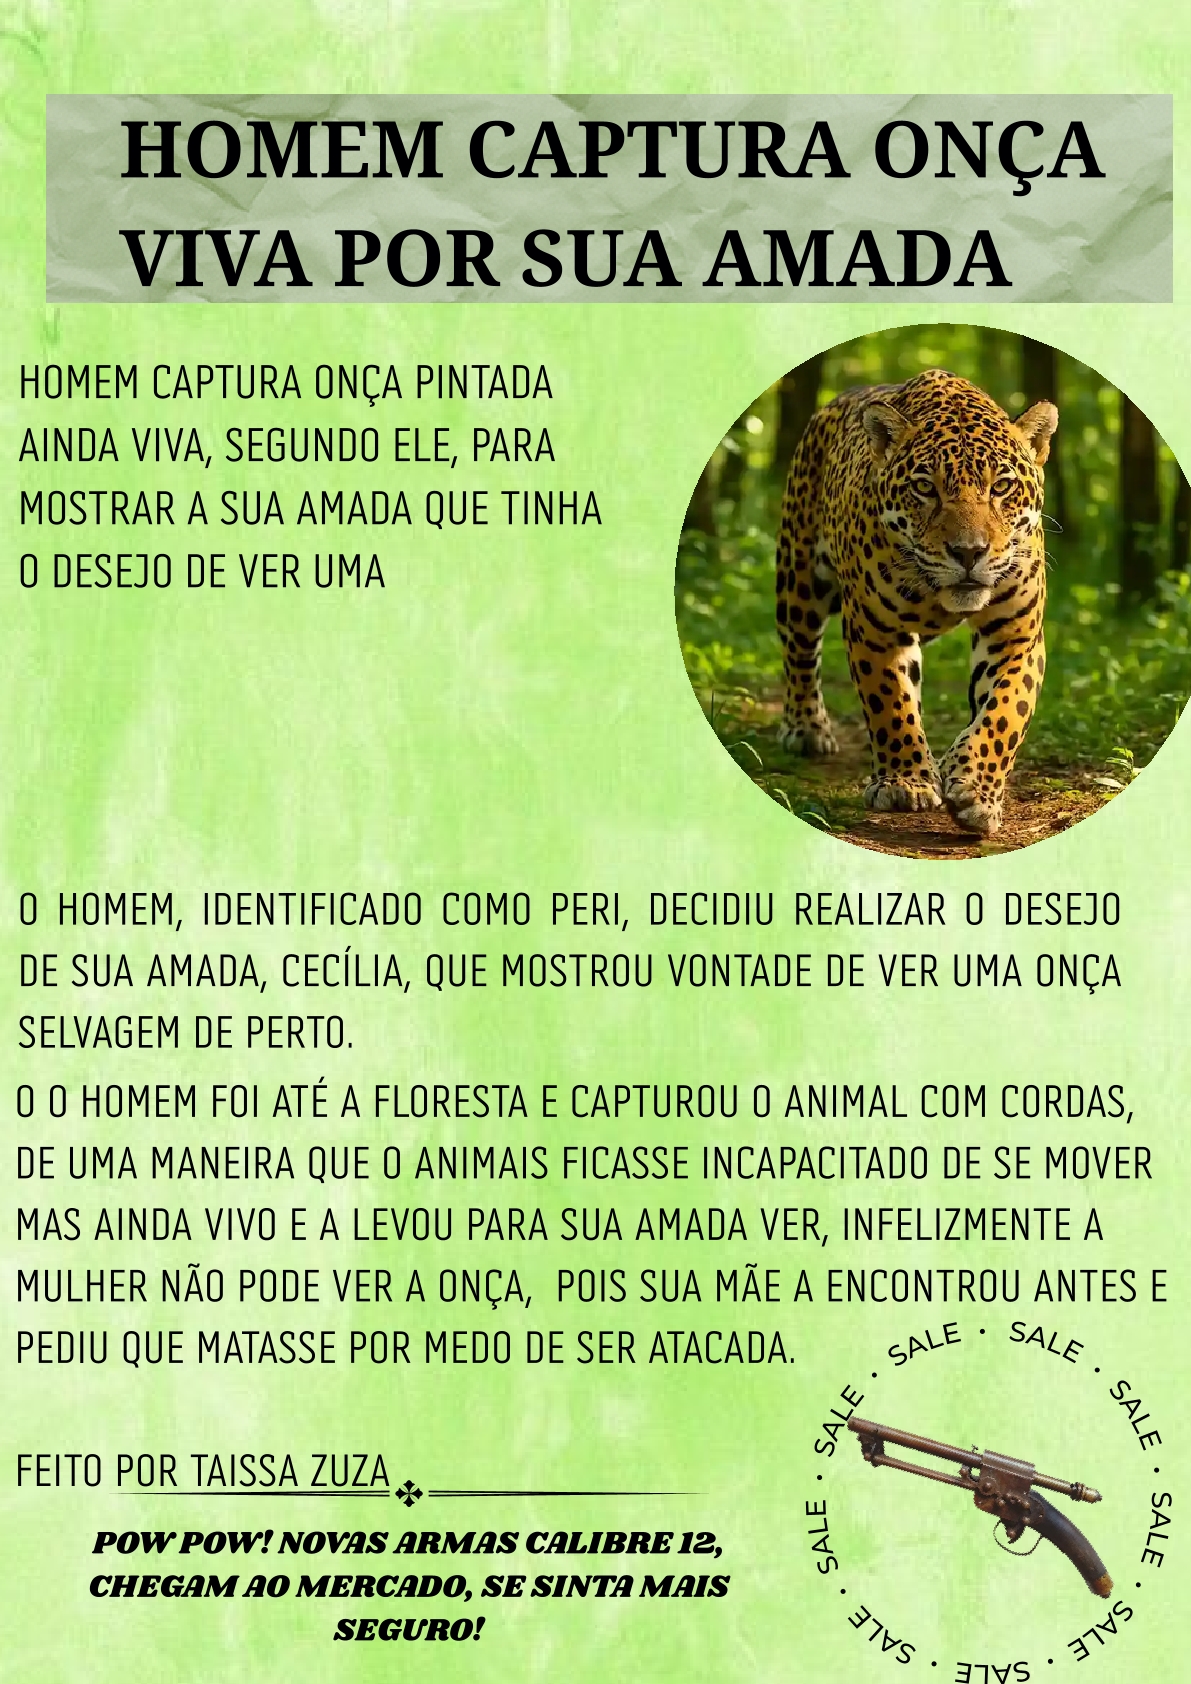 HOMEM CAPTURA ONÇA
VIVA POR SUA AMADA
HOMEM CAPTURA ONÇA PINTADA
AINDA VIVA, SEGUNDO ELE, PARA
MOSTRAR A SUA AMADA QUE TINHA
O DESEJO DE VER UMA
O HOMEM, IDENTIFICADO COMO PERI, DECIDIU REALIZAR O DESEJO
DE SUA AMADA, CECÍLIA, QUE MOSTROU VONTADE DE VER UMA ONÇA
SELVAGEM DE PERTO.
O O HOMEM FOI ATÉ A FLORESTA E CAPTUROU O ANIMAL COM CORDAS,
DE UMA MANEIRA QUE O ANIMAIS FICASSE INCAPACITADO DE SE MOVER
MAS AINDA VIVO E A LEVOU PARA SUA AMADA VER, INFELIZMENTE A
MULHER NÃO PODE VER A ONÇA, POIS SUA MÃE A ENCONTROU ANTES E
PEDIU QUE MATASSE POR MEDO DE SER ATACADA.
FEITO POR TAISSA ZUZA
POW POW! NOVAS ARMAS CALIBRE 12,
CHEGAM AO MERCADO, SE SINTA MAIS
SEGURO!
SALE · SALE · SALE · SALE · SALE · SALE · SALE · SALE · SALE ·